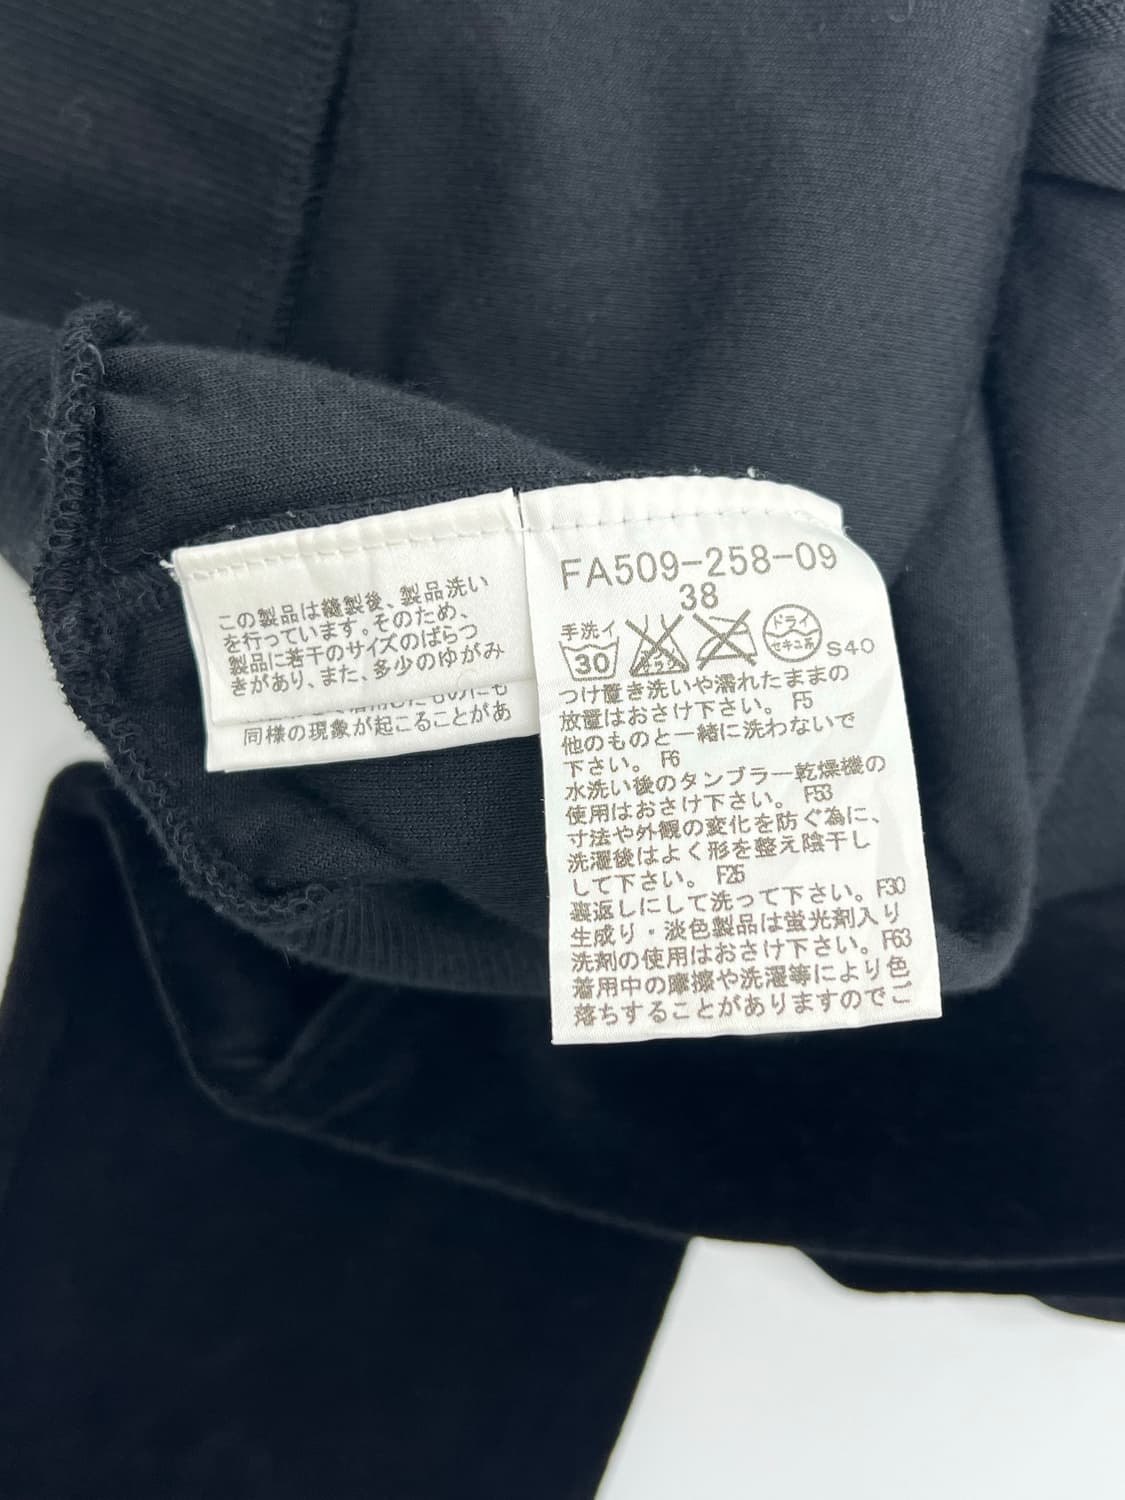 この製品は縫製後、製品洗い
を行っています。そのため、
製品に若干のサイズのばらつ
きがあり、また、多少のゆがみ
同様の現象が起こることがあ
FA509-258-09
38
手洗イ
30
ドライ
セキユ系
S40
つけ置き洗いや濡れたままの
放置はおさけ下さい。 F5
他のものと一緒に洗わないで
下さい。 F6
水洗い後のタンブラー乾燥機の
使用はおさけ下さい。 F53
寸法や外観の変化を防ぐ為に、
洗濯後はよく形を整え陰干し
して下さい。 F25
裏返しにして洗って下さい。 F30
生成り・淡色製品は蛍光剤入り
洗剤の使用はおさけ下さい。 F63
着用中の摩擦や洗濯等により色
落ちすることがありますのでご